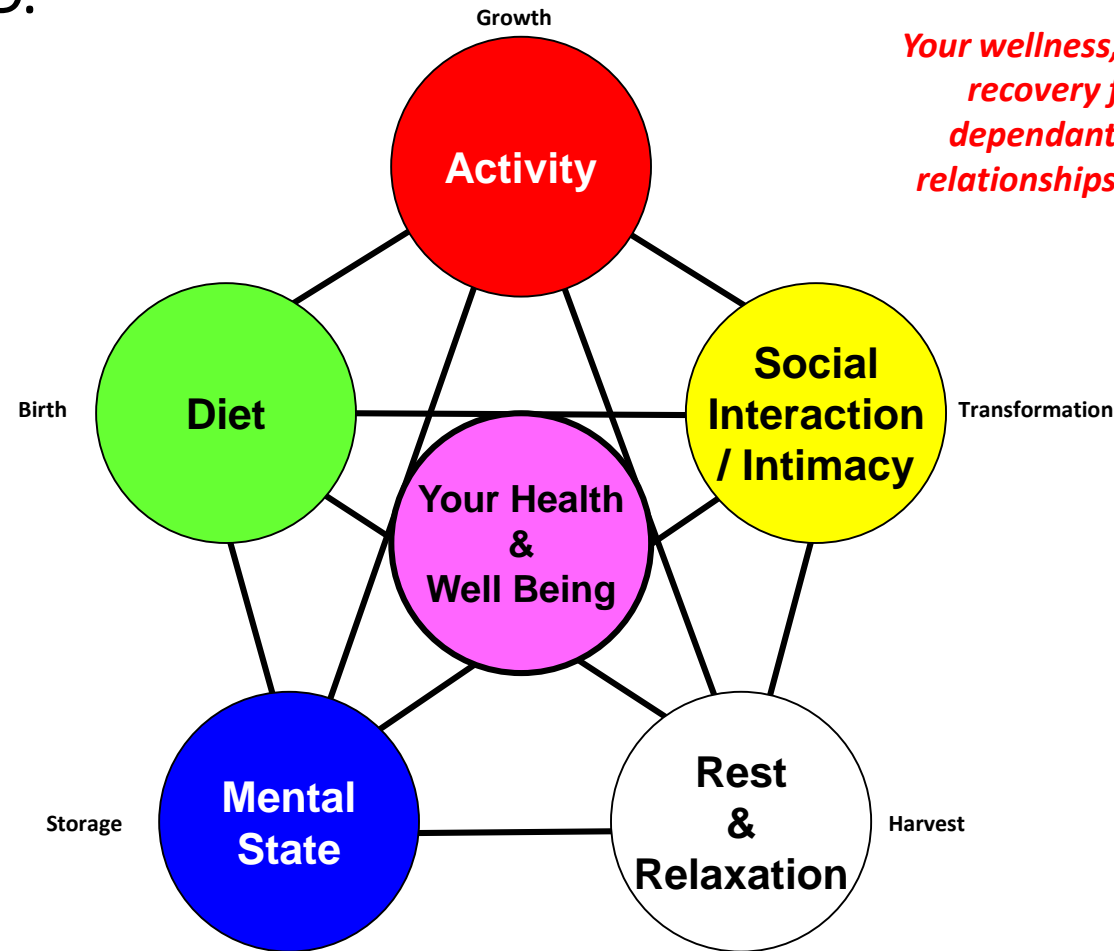 Growth
Your wellness,
recovery
dependant
relationships
Activity
Social
Interaction
/ Intimacy
Diet
Birth
Transformation
Your Health
&
Well Being
Mental
State
Rest
&
Relaxation
Storage
Harvest